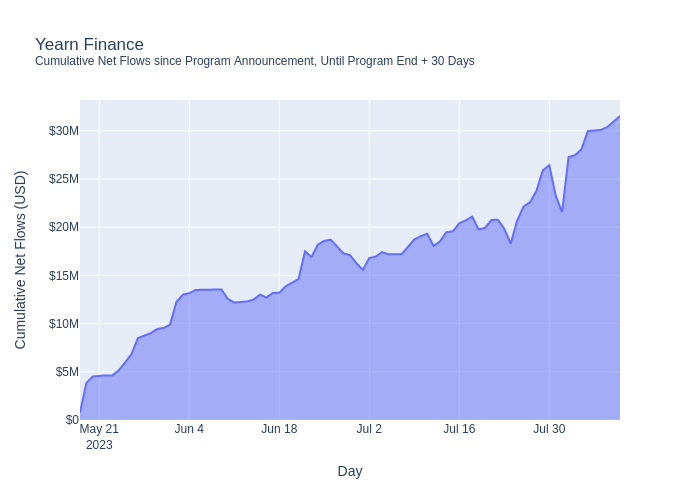 Yearn Finance
Cumulative Net Flows since Program Announcement, Until Program End + 30 Days
Cumulative Net Flows (USD)
$30M
$25M
$20M
$15M
$10M
$5M
$0
May 21
2023
Jun 4
Jun 18
Jul 2
Jul 16
Jul 30
Day